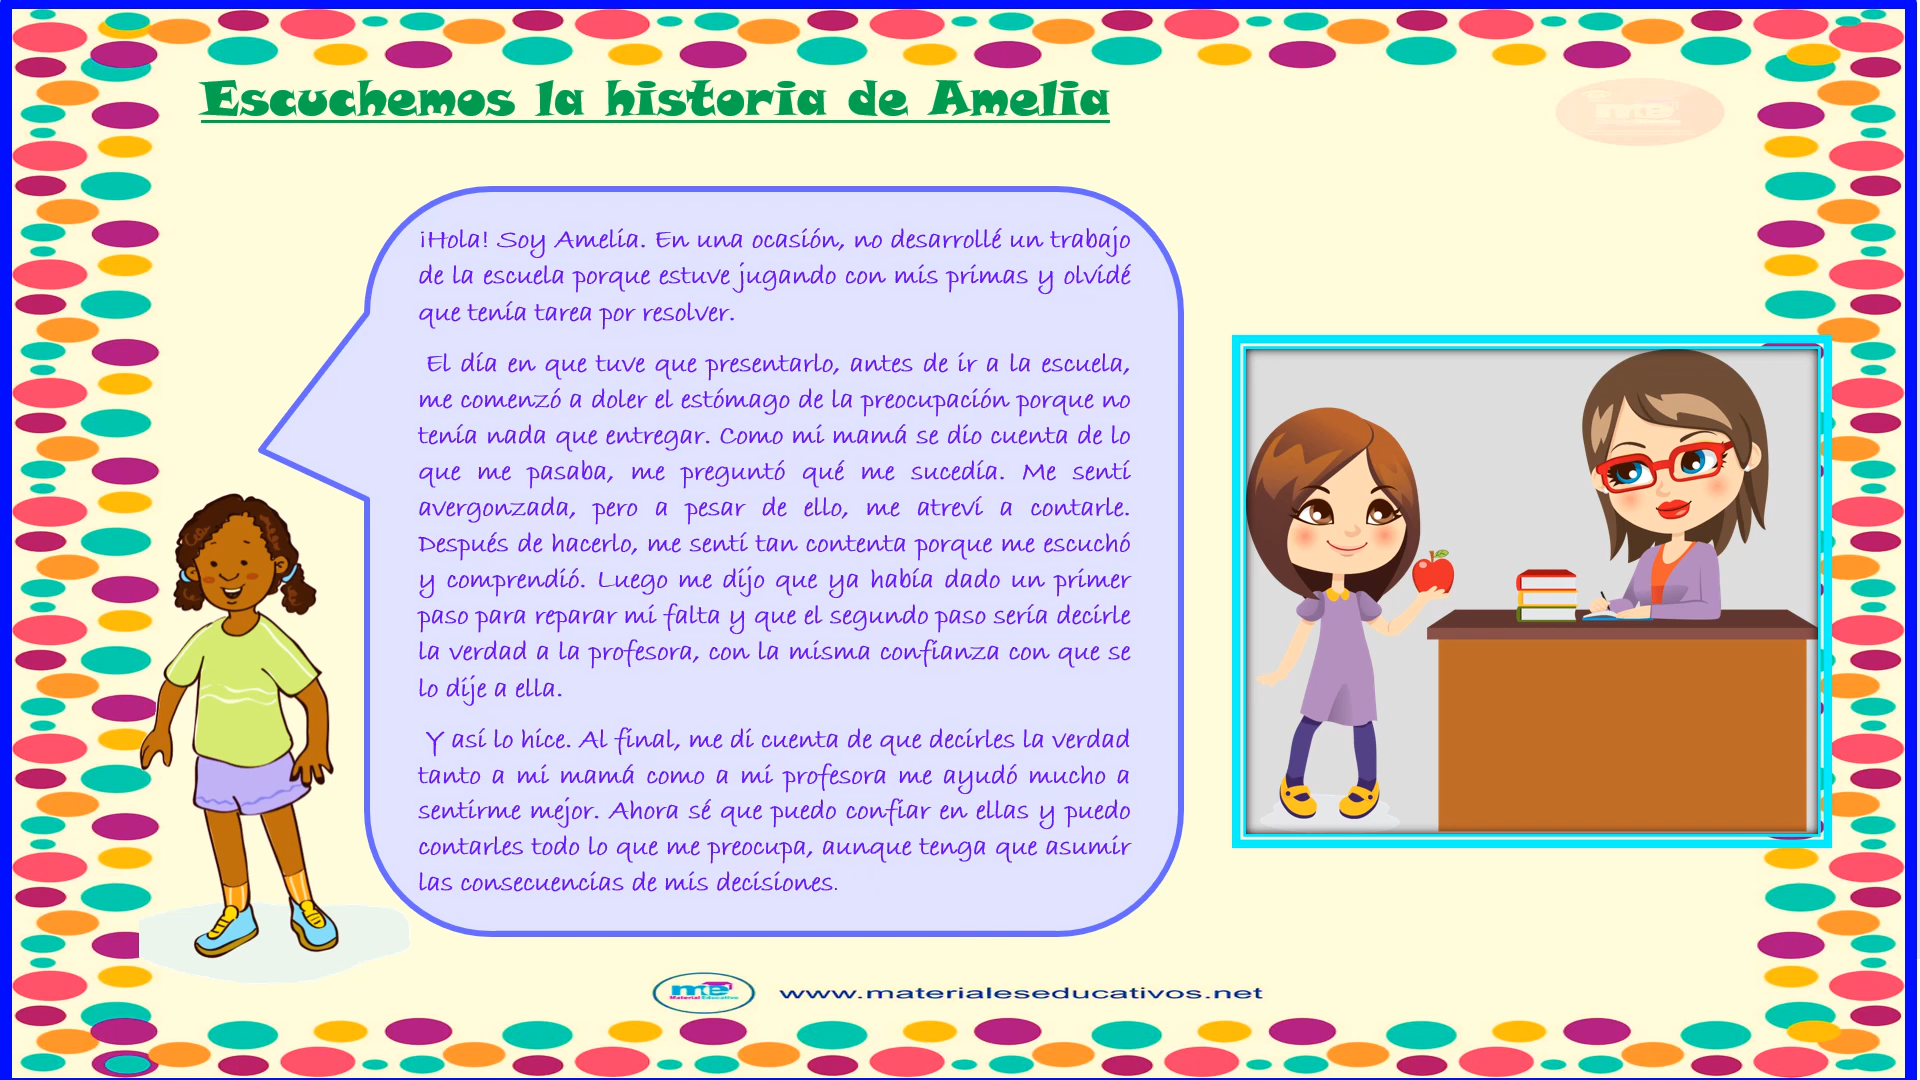 Escuchemos la historia de Amelia
¡Hola! Soy Amelia. En una ocasión, no desarrollé un trabajo
de la escuela porque estuve jugando con mis primas y olvidé
que tenía tarea por resolver.
El día en que tuve que presentarlo, antes de ir a la escuela,
me comenzó a doler el estómago de la preocupación porque no
tenía nada que entregar. Como mi mamá se dio cuenta de lo
que me pasaba, me preguntó qué me sucedía. Me sentí
avergonzada, pero a pesar de ello, me atreví a contarle.
Después de hacerlo, me sentí tan contenta porque me escuchó
y comprendió. Luego me dijo que ya había dado un primer
paso para reparar mi falta y que el segundo paso sería decirle
la verdad a la profesora, con la misma confianza con que se
lo dije a ella.
Y así lo hice. Al final, me di cuenta de que decirles la verdad
tanto a mi mamá como a mi profesora me ayudó mucho a
sentirme mejor. Ahora sé que puedo confiar en ellas y puedo
contarles todo lo que me preocupa, aunque tenga que asumir
las consecuencias de mis decisiones.
me
Material Educativo
www.materialeseducativos.net